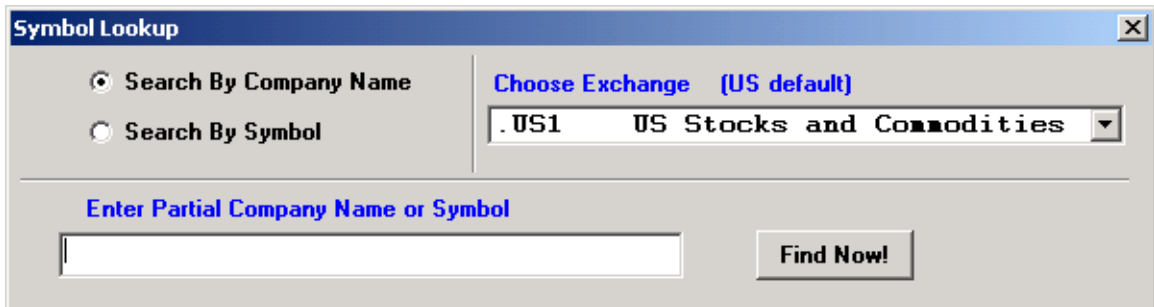 Symbol Lookup
Search By Company Name
Search By Symbol
Choose Exchange (US default)
.US1 US Stocks and Commodities
Enter Partial Company Name or Symbol
Find Now!